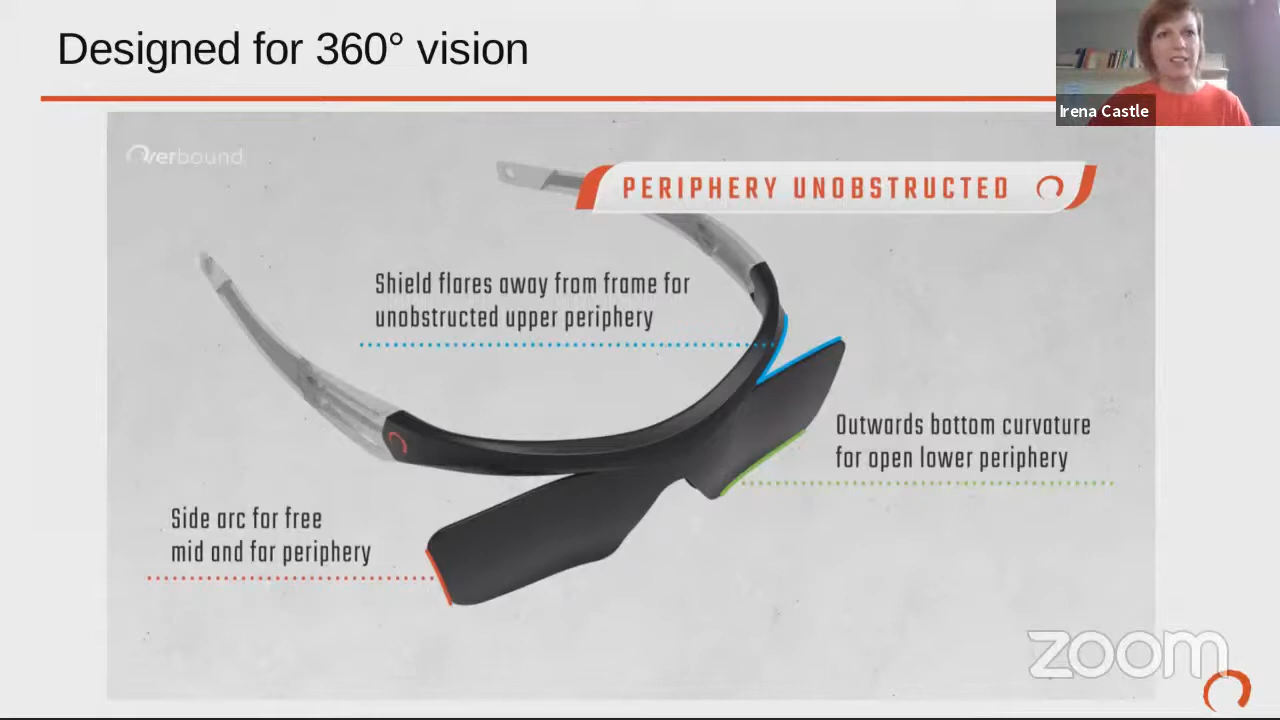 Designed for 360° vision
Irena Castle
Overbound
PERIPHERY UNOBSTRUCTED
Shield flares away from frame for
unobstructed upper periphery
Outwards bottom curvature
for open lower periphery
Side arc for free
mid and far periphery
zoom